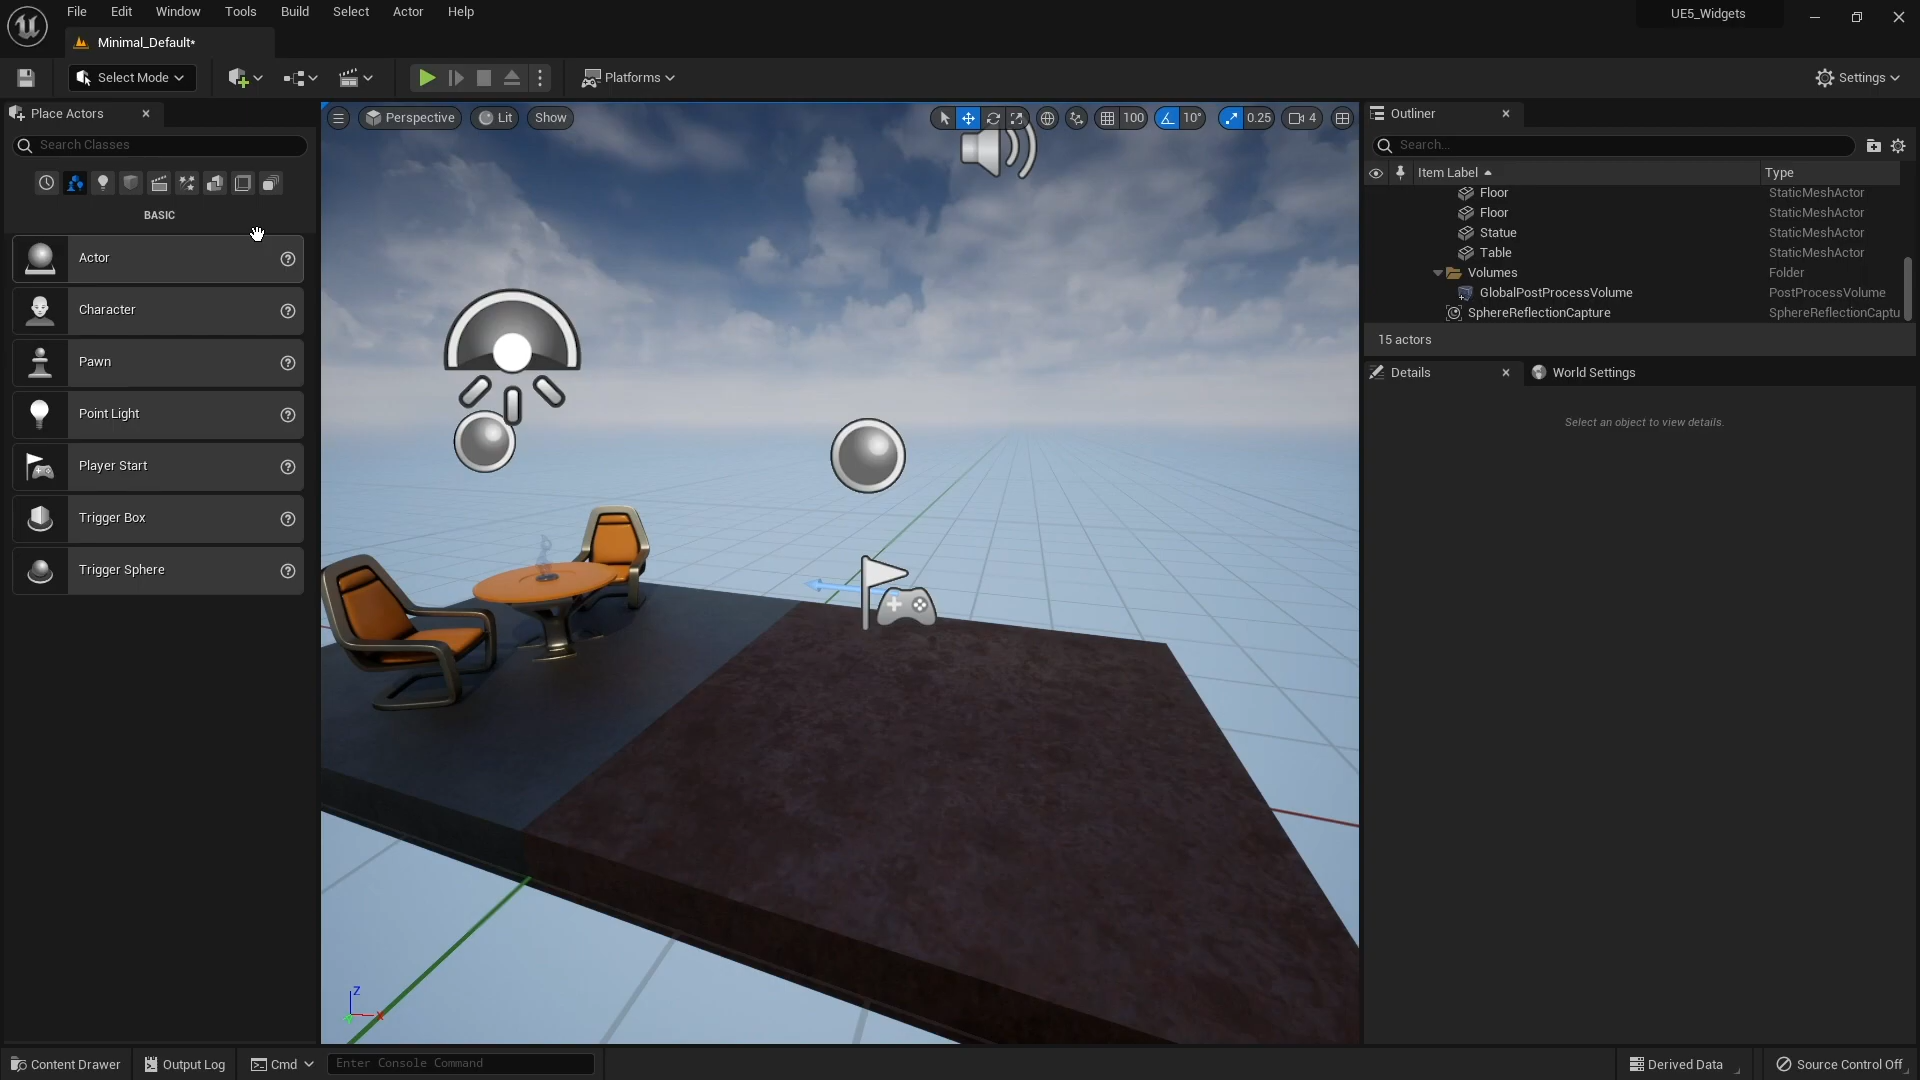 File Edit Window Tools Build Select Actor Help
UE5_Widgets
Minimal_Default*
Select Mode
Platforms
Settings
Place Actors
Search Classes
BASIC
Actor
Character
Pawn
Point Light
Player Start
Trigger Box
Trigger Sphere
Perspective Lit Show
100 10° 0.25 4
Z
X
Outliner
Search...
Item Label Type
Floor StaticMeshActor
Floor StaticMeshActor
Statue StaticMeshActor
Table StaticMeshActor
Volumes Folder
GlobalPostProcessVolume PostProcessVolume
SphereReflectionCapture SphereReflectionCaptu
15 actors
Details World Settings
Select an object to view details.
Content Drawer Output Log Cmd Enter Console Command
Derived Data Source Control Off